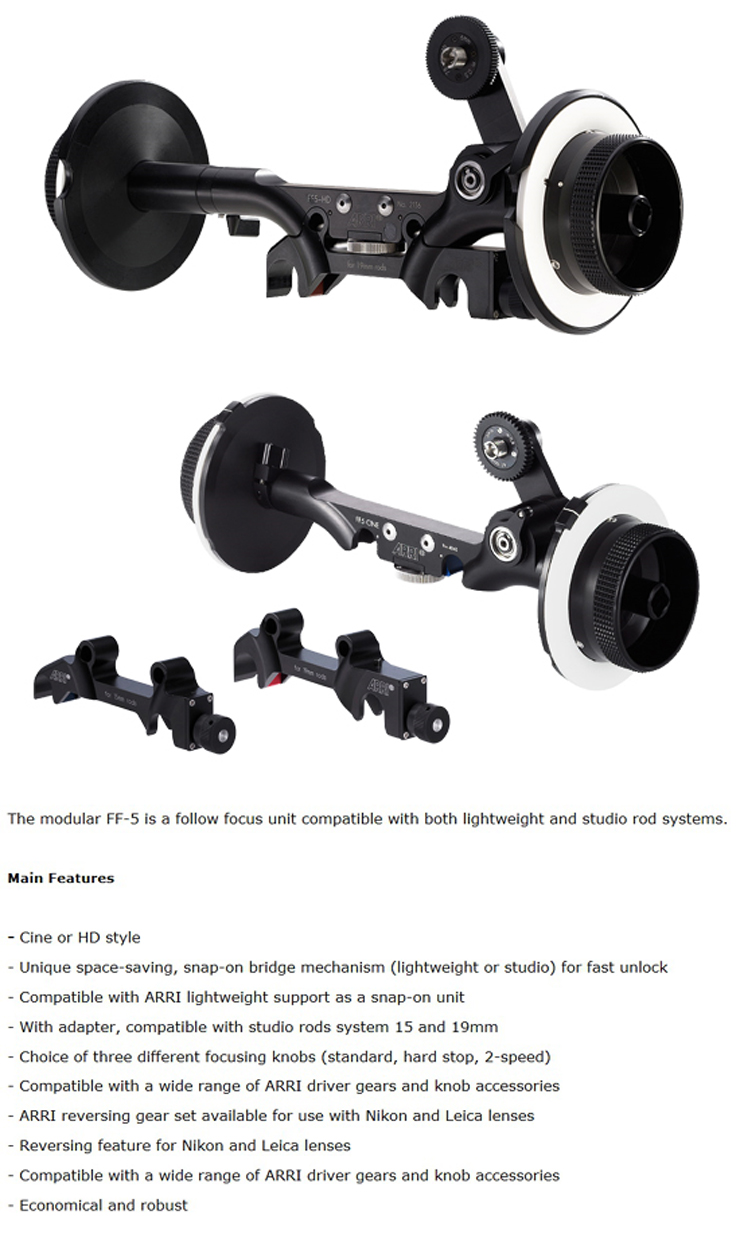 FF5-HD
for 19mm rods
FF5-CINE
ARRI
ARRI
for 15mm rods
for 19mm rods
ARRI
The modular FF-5 is a follow focus unit compatible with both lightweight and studio rod systems.
Main Features
- Cine or HD style
- Unique space-saving, snap-on bridge mechanism (lightweight or studio) for fast unlock
- Compatible with ARRI lightweight support as a snap-on unit
- With adapter, compatible with studio rods system 15 and 19mm
- Choice of three different focusing knobs (standard, hard stop, 2-speed)
- Compatible with a wide range of ARRI driver gears and knob accessories
- ARRI reversing gear set available for use with Nikon and Leica lenses
- Reversing feature for Nikon and Leica lenses
- Compatible with a wide range of ARRI driver gears and knob accessories
- Economical and robust